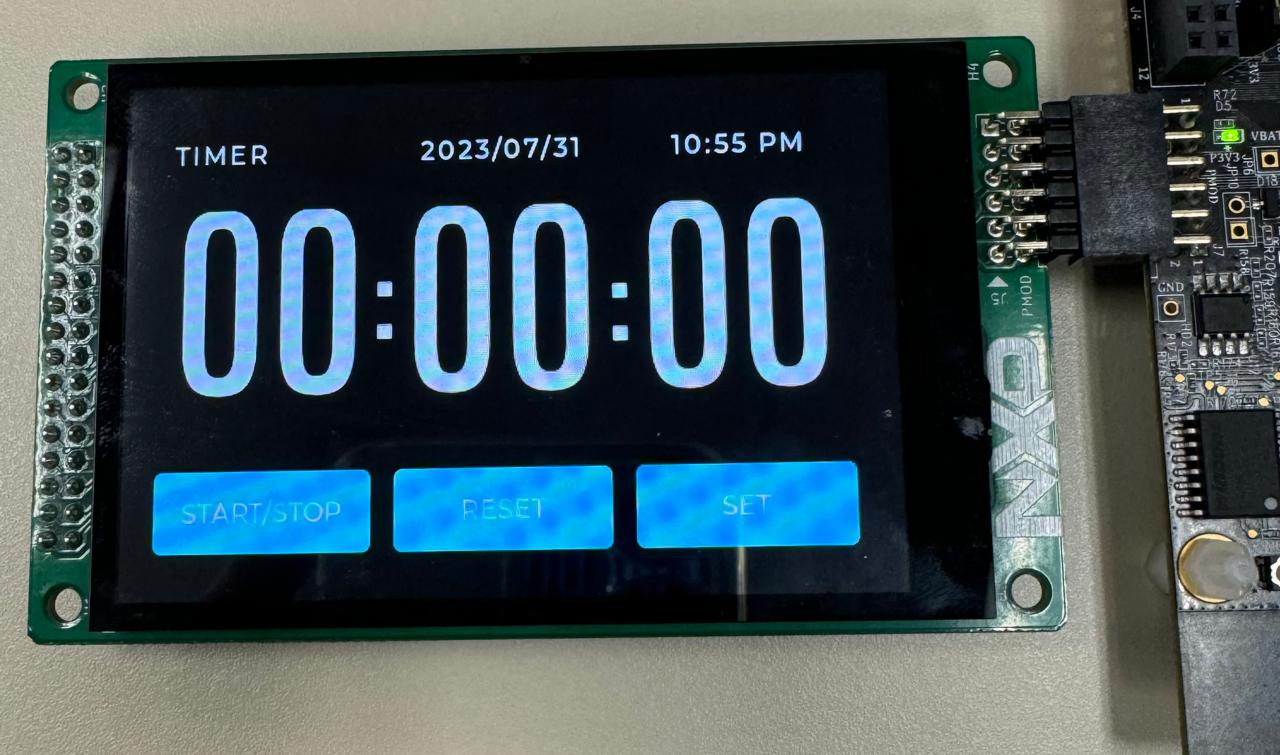 TIMER 2023/07/31 10:55 PM
00:00:00
START/STOP RESET SET
H4
J5
PMOD
NXP
J4
12
3V3
R72
D5
VBAT
P3V3
JP6
JP10
PMOD
D18
J7
GND